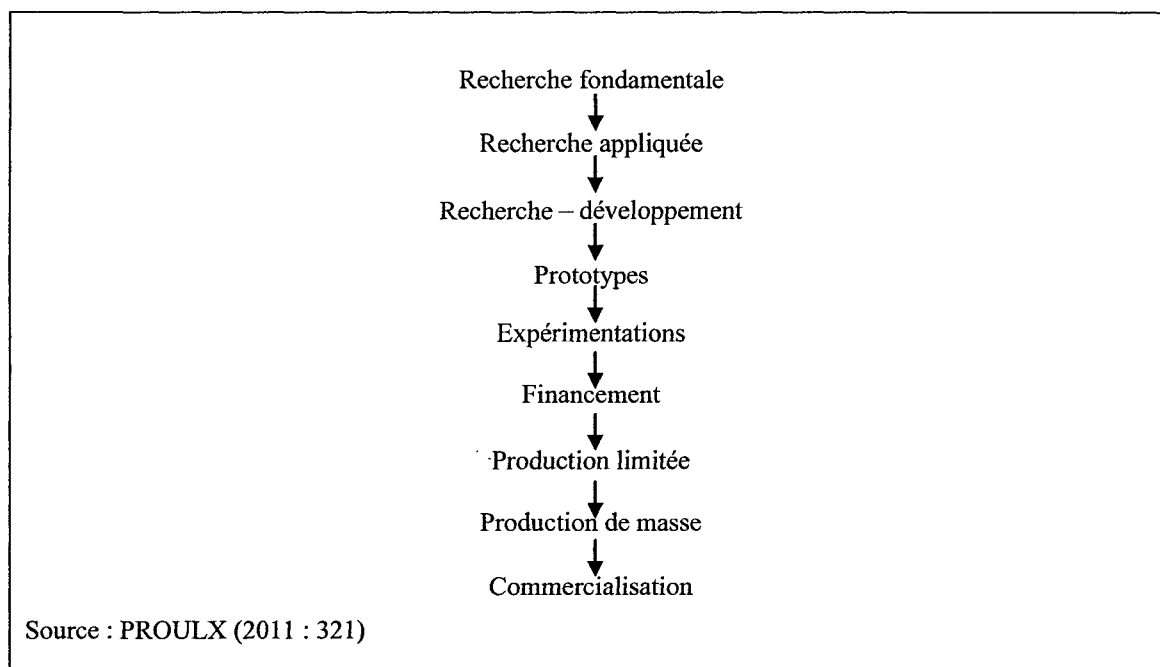 Recherche fondamentale
Recherche appliquée
Recherche – développement
Prototypes
Expérimentations
Financement
Production limitée
Production de masse
Commercialisation
Source : PROULX (2011 : 321)